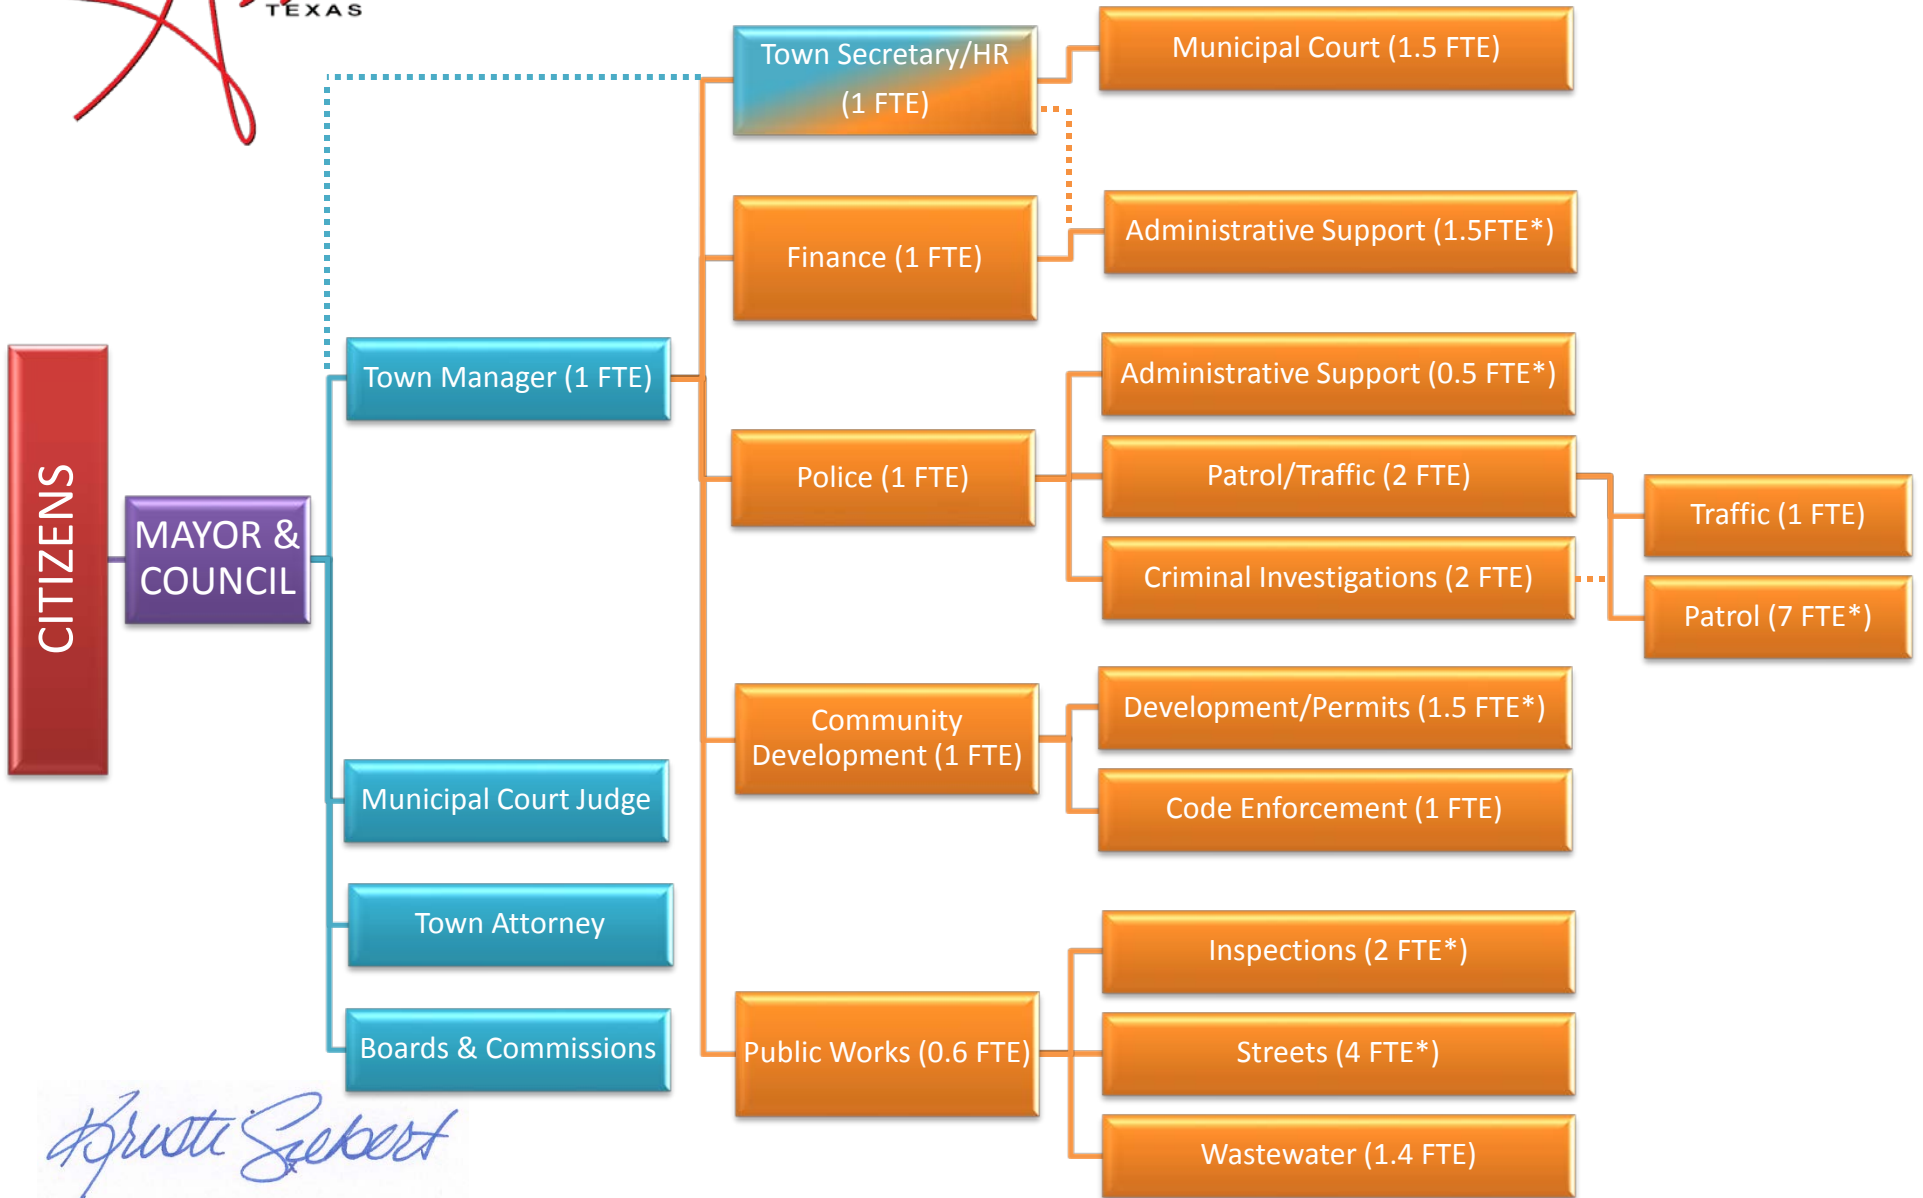 TEXAS
CITIZENS
MAYOR &
COUNCIL
Town Manager (1 FTE)
Municipal Court Judge
Town Attorney
Boards & Commissions
Town Secretary/HR
(1 FTE)
Municipal Court (1.5 FTE)
Finance (1 FTE)
Administrative Support (1.5FTE*)
Police (1 FTE)
Administrative Support (0.5 FTE*)
Patrol/Traffic (2 FTE)
Traffic (1 FTE)
Patrol (7 FTE*)
Criminal Investigations (2 FTE)
Community
Development (1 FTE)
Development/Permits (1.5 FTE*)
Code Enforcement (1 FTE)
Public Works (0.6 FTE)
Inspections (2 FTE*)
Streets (4 FTE*)
Wastewater (1.4 FTE)
Kristi Siebert